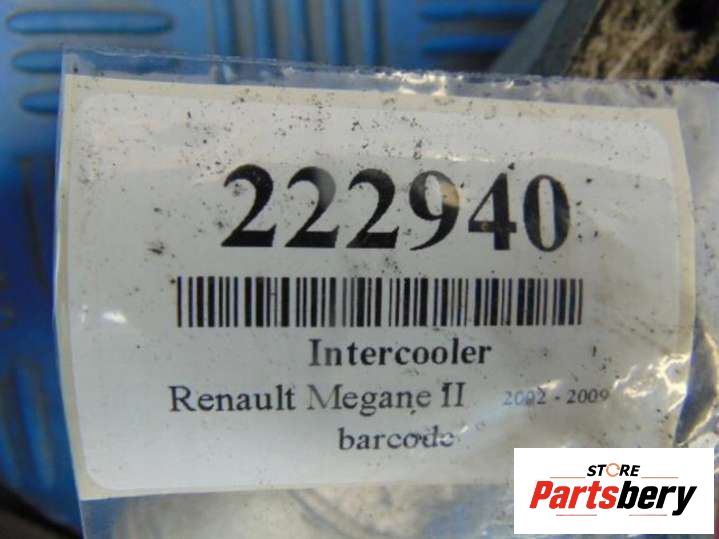 222940
Intercooler
Renault Megane II 2002 - 2009
barcode
STORE
Partsbery